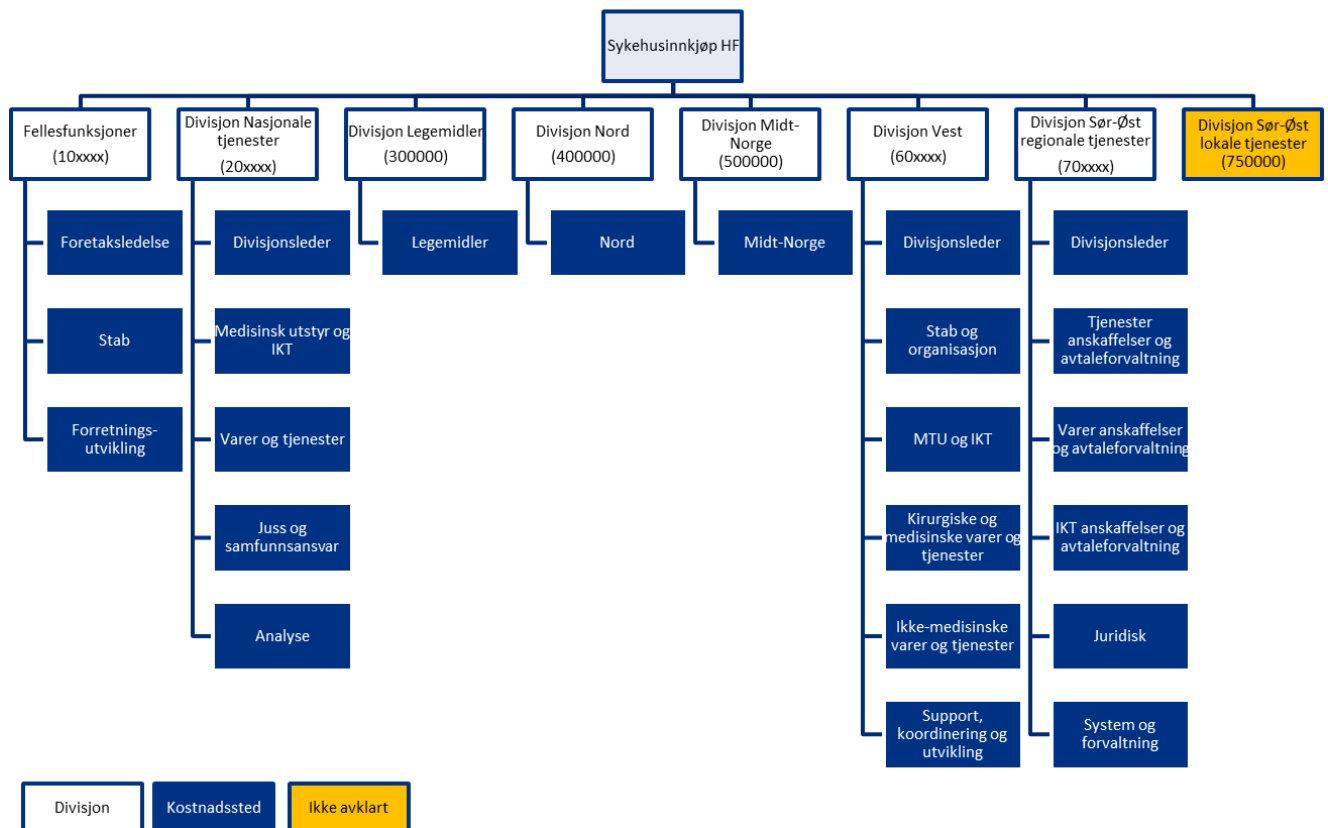 Sykehusinnkjøp HF
Fellesfunksjoner
(10xxxx)
Divisjon Nasjonale
tjenester
(20xxxx)
Divisjon Legemidler
(300000)
Divisjon Nord
(400000)
Divisjon Midt-
Norge
(500000)
Divisjon Vest
(60xxxx)
Divisjon Sør-Øst
regionale tjenester
(70xxxx)
Divisjon Sør-Øst
lokale tjenester
(750000)
Foretaksledelse
Divisjonsleder
Legemidler
Nord
Midt-Norge
Divisjonsleder
Divisjonsleder
Stab
Medisinsk utstyr og
IKT
Stab og
organisasjon
Tjenester
anskaffelser og
avtaleforvaltning
Forretnings-
utvikling
Varer og tjenester
MTU og IKT
Varer anskaffelser
og avtaleforvaltning
Juss og
samfunnsansvar
Kirurgiske og
medisinske varer og
tjenester
IKT anskaffelser og
avtaleforvaltning
Analyse
Ikke-medisinske
varer og tjenester
Juridisk
Support,
koordinering og
utvikling
System og
forvaltning
Divisjon
Kostnadssted
Ikke avklart